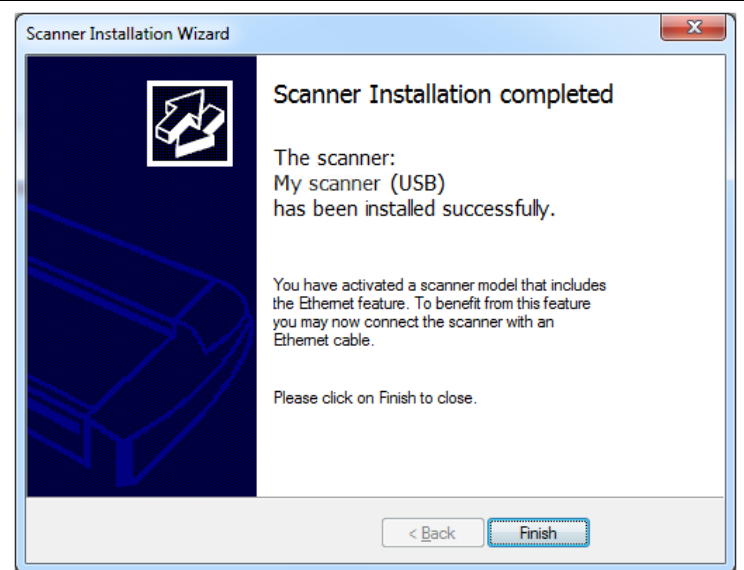 Scanner Installation Wizard
Scanner Installation completed
The scanner:
My scanner (USB)
has been installed successfully.
You have activated a scanner model that includes
the Ethernet feature. To benefit from this feature
you may now connect the scanner with an
Ethernet cable.
Please click on Finish to close.
< Back
Finish